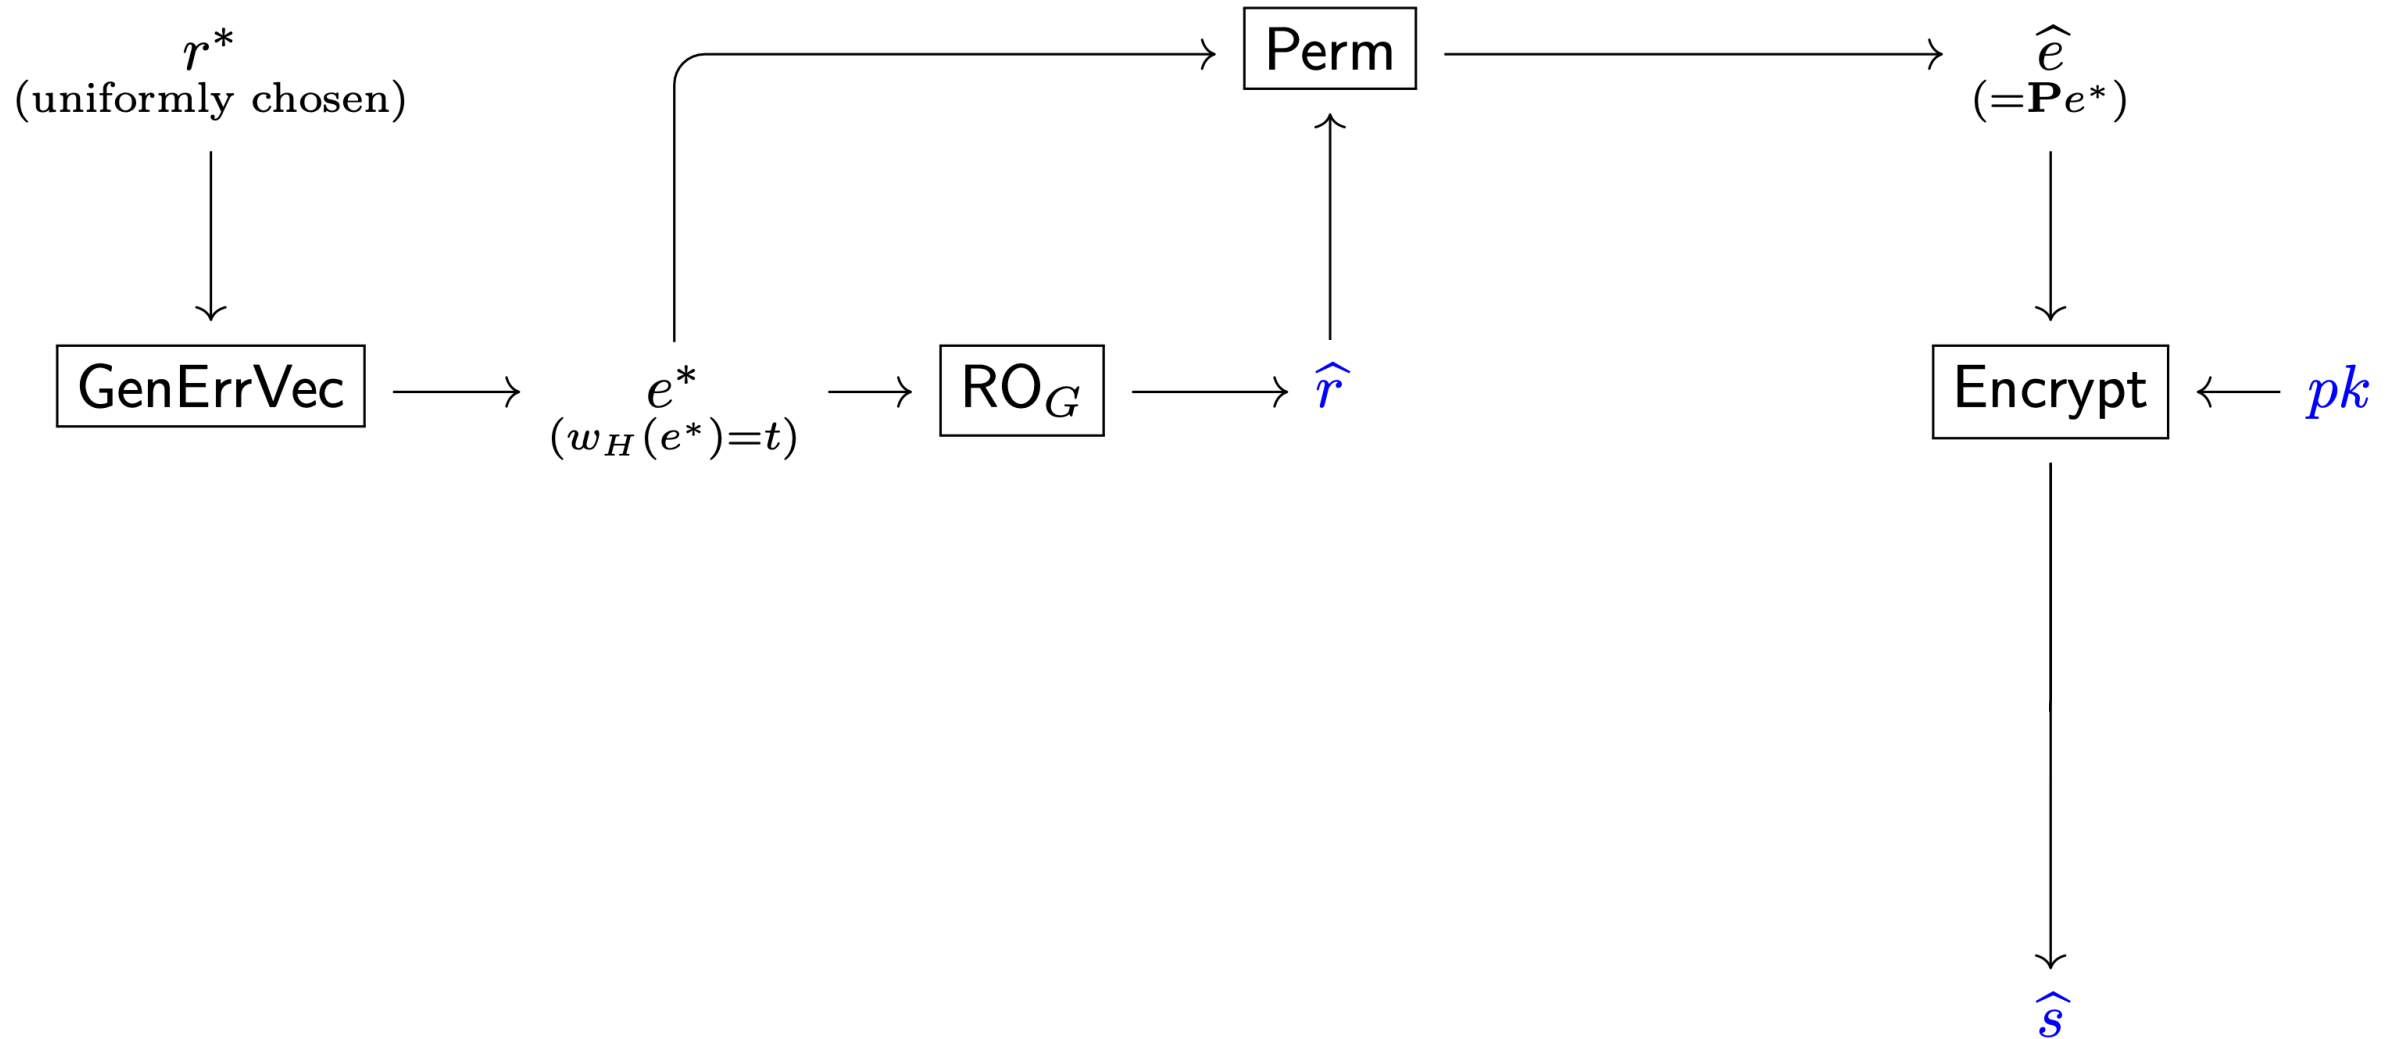 r*
(uniformly chosen)
Perm
ê
(=Pe*)
GenErrVec
e*
(w_H(e*)=t)
RO_G
r̂
Encrypt
pk
ŝ